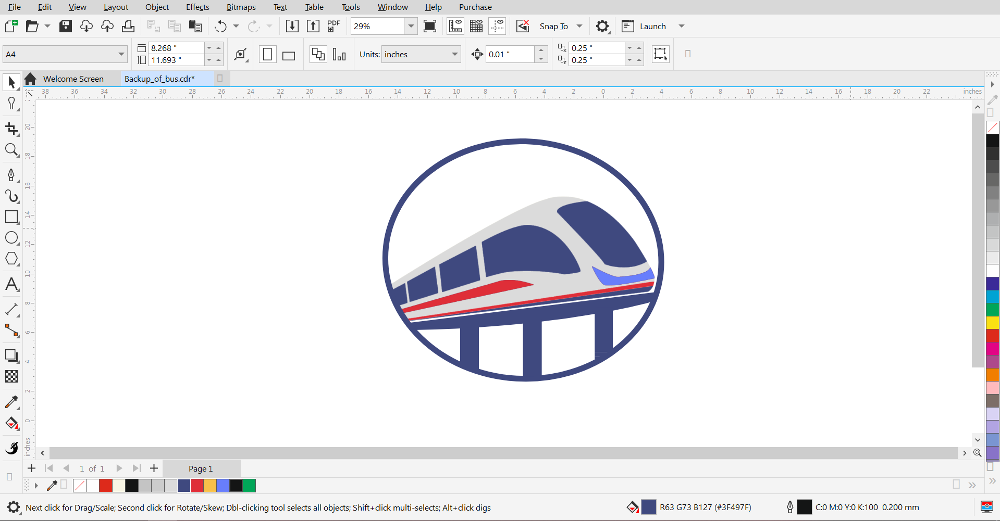 File Edit View Layout Object Effects Bitmaps Text Table Tools Window Help Purchase
PDF 29% Snap To Launch
A4 8.268 " 11.693 " Units: inches 0.01 " x 0.25 " Y 0.25 "
Welcome Screen Backup_of_bus.cdr*
38 36 34 32 30 28 26 24 22 20 18 16 14 12 10 8 6 4 2 0 2 4 6 8 10 12 14 16 18 20 22 inches
20
18
16
14
12
10
8
6
4
2
0
inches
1 of 1 Page 1
Next click for Drag/Scale; Second click for Rotate/Skew; Dbl-clicking tool selects all objects; Shift+click multi-selects; Alt+click digs R63 G73 B127 (#3F497F) C:0 M:0 Y:0 K:100 0.200 mm